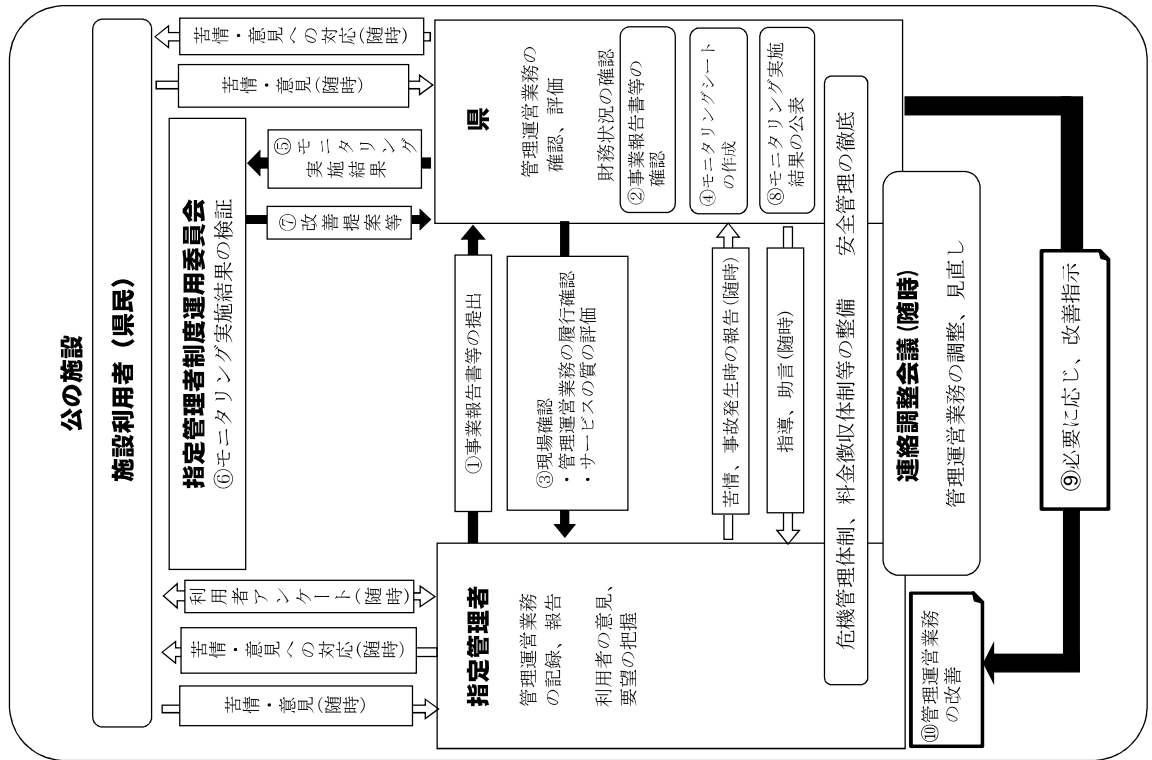 公の施設
施設利用者（県民）
苦情・意見(随時)
苦情・意見への対応(随時)
利用者アンケート(随時)
指定管理者制度運用委員会
⑥モニタリング実施結果の検証
⑦
改善提案等
⑤モニタリング
実施結果
苦情・意見(随時)
苦情・意見への対応(随時)
指定管理者
管理運営業務
の記録、報告
利用者の意見、
要望の把握
①事業報告書等の提出
③現場確認
・管理運営業務の履行確認
・サービスの質の評価
苦情、事故発生時の報告(随時)
指導、助言(随時)
県
管理運営業務の
確認、評価
財務状況の確認
②事業報告書等の
確認
④モニタリングシート
の作成
⑧モニタリング実施
結果の公表
危機管理体制、料金徴収体制等の整備　安全管理の徹底
連絡調整会議(随時)
管理運営業務の調整、見直し
⑨必要に応じ、改善指示
⑩管理運営業務
の改善